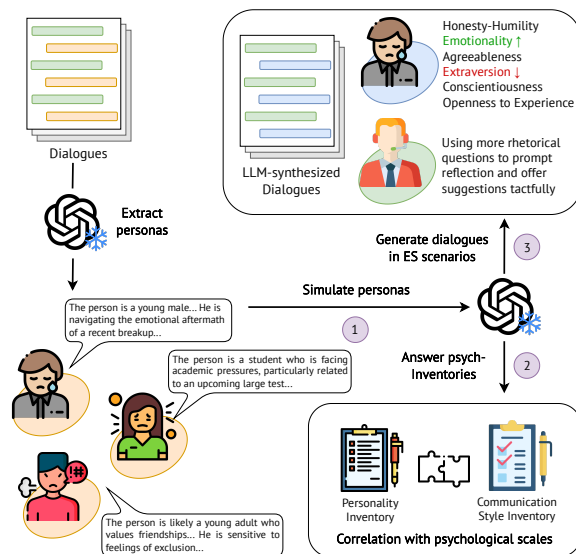 Honesty-Humility
Emotionality ↑
Agreeableness
Extraversion ↓
Conscientiousness
Openness to Experience
Dialogues
LLM-synthesized
Dialogues
Using more rhetorical
questions to prompt
reflection and offer
suggestions tactfully
Extract
personas
Generate dialogues
in ES scenarios
3
Simulate personas
1
The person is a young male... He is
navigating the emotional aftermath
of a recent breakup...
Answer psych-
Inventories
2
The person is a student who is facing
academic pressures, particularly related
to an upcoming large test...
!#
Personality
Inventory
Communication
Style Inventory
Correlation with psychological scales
The person is likely a young adult who
values friendships... He is sensitive to
feelings of exclusion...